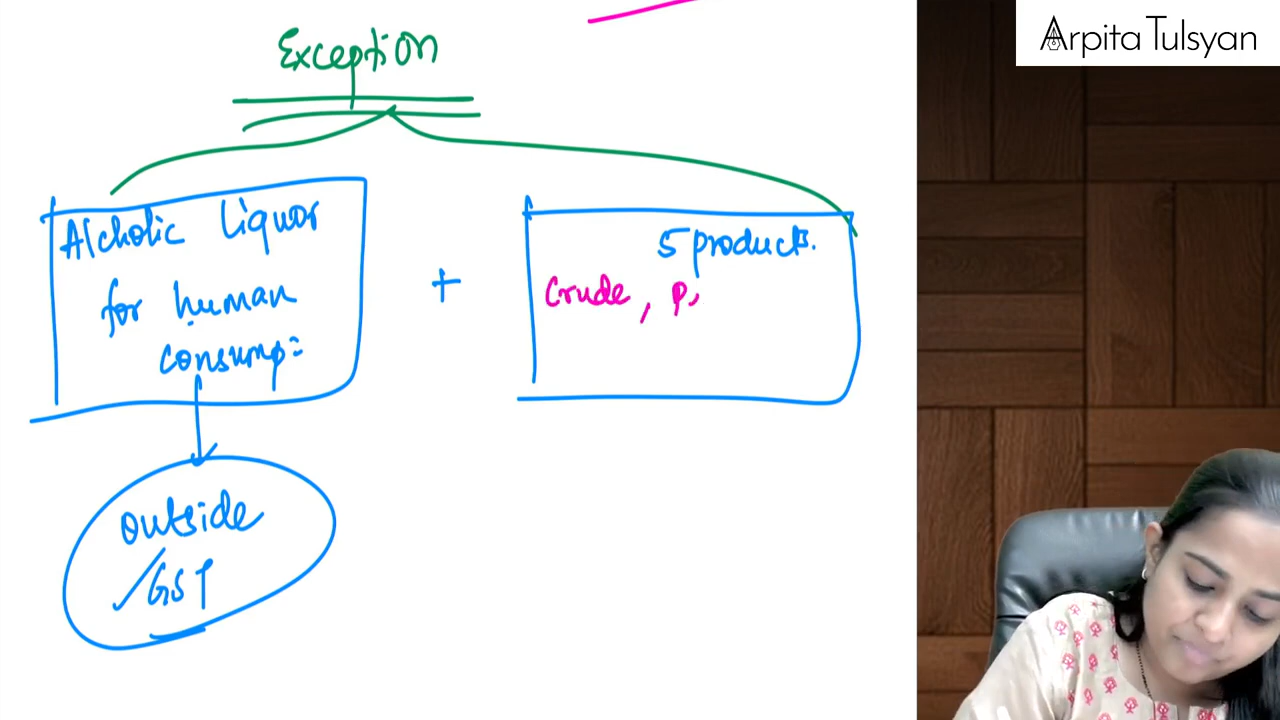 Arpita Tulsyan
Exception
Alcholic Liquor
for human
consump=
+
5 products.
Crude, p
outside
GST